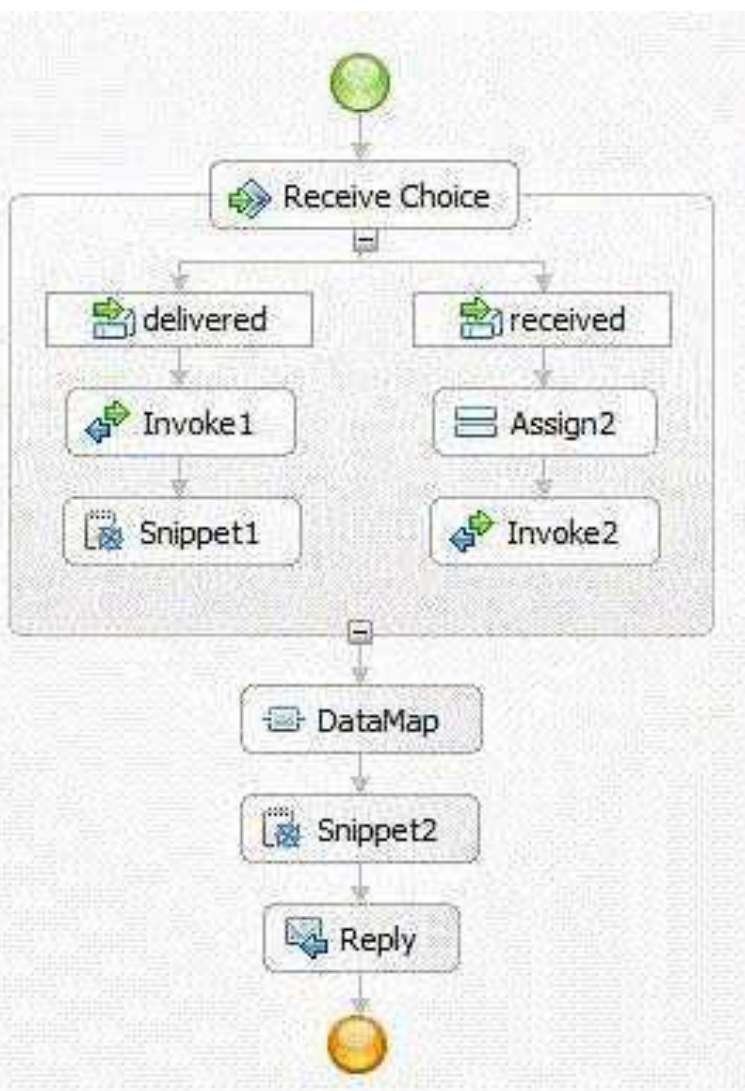 Receive Choice
delivered
received
Invoke1
Assign2
Snippet1
Invoke2
DataMap
Snippet2
Reply